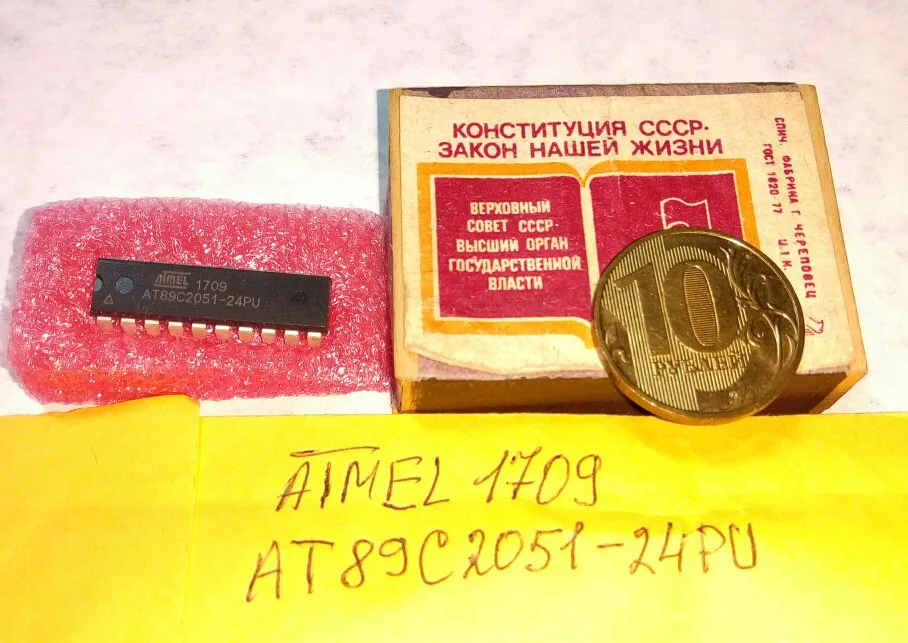 ATMEL 1709
AT89C2051-24PU
КОНСТИТУЦИЯ СССР-
ЗАКОН НАШЕЙ ЖИЗНИ
ВЕРХОВНЫЙ
СОВЕТ СССР-
ВЫСШИЙ ОРГАН
ГОСУДАРСТВЕННОЙ
ВЛАСТИ
СПИЧ. ФАБРИКА Г. ЧЕРЕПОВЕЦ
ГОСТ 1820 77 Ц.1К.
10
РУБЛЕЙ
ATMEL 1709
AT89C2051-24PU